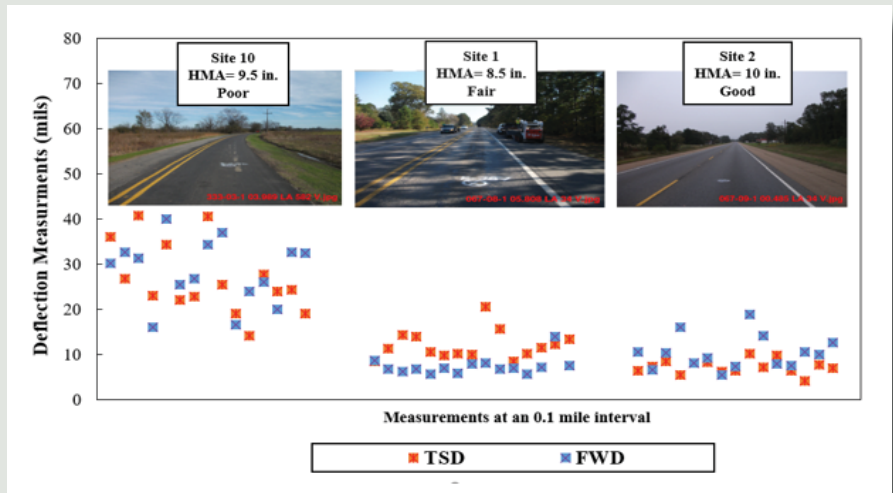 80
70
60
50
40
30
20
10
0
Deflection Measurments (mils)
Site 10
HMA= 9.5 in.
Poor
Site 1
HMA= 8.5 in.
Fair
Site 2
HMA= 10 in.
Good
Measurements at an 0.1 mile interval
TSD
FWD